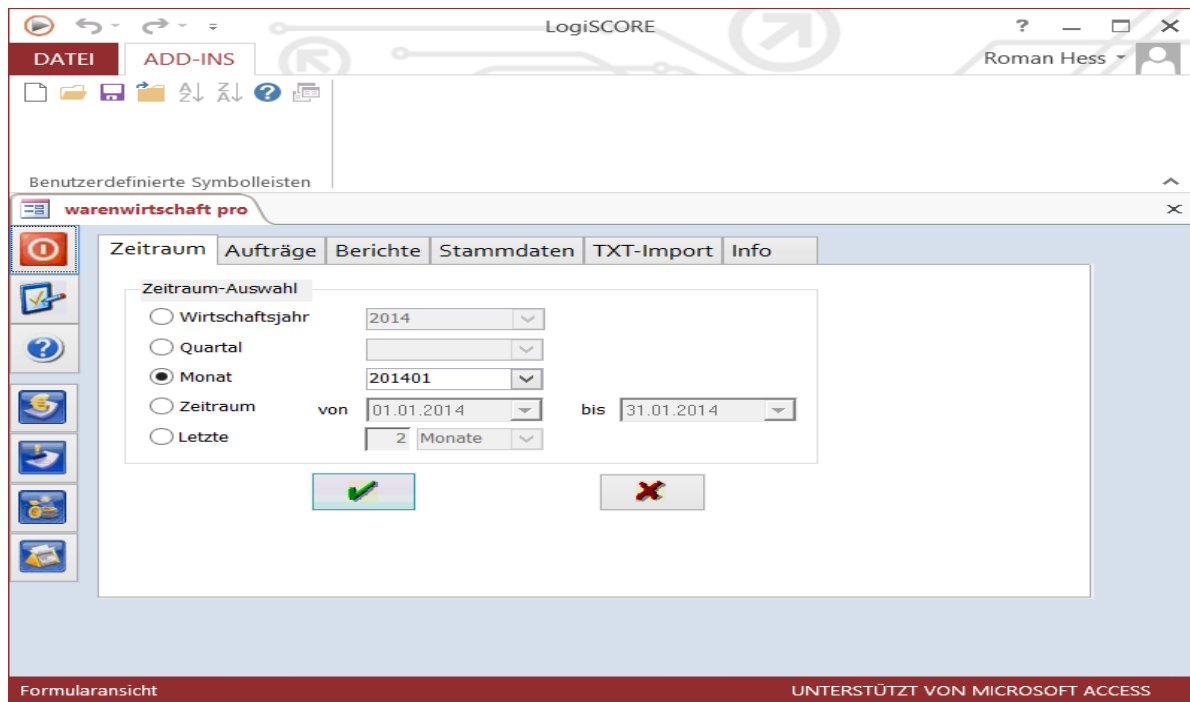 LogiSCORE
?
DATEI ADD-INS Roman Hess
A Z Z A ?
Benutzerdefinierte Symbolleisten
warenwirtschaft pro
Zeitraum Aufträge Berichte Stammdaten TXT-Import Info
Zeitraum-Auswahl
Wirtschaftsjahr 2014
Quartal
Monat 201401
Zeitraum von 01.01.2014 bis 31.01.2014
Letzte 2 Monate
?
Formularansicht UNTERSTÜTZT VON MICROSOFT ACCESS